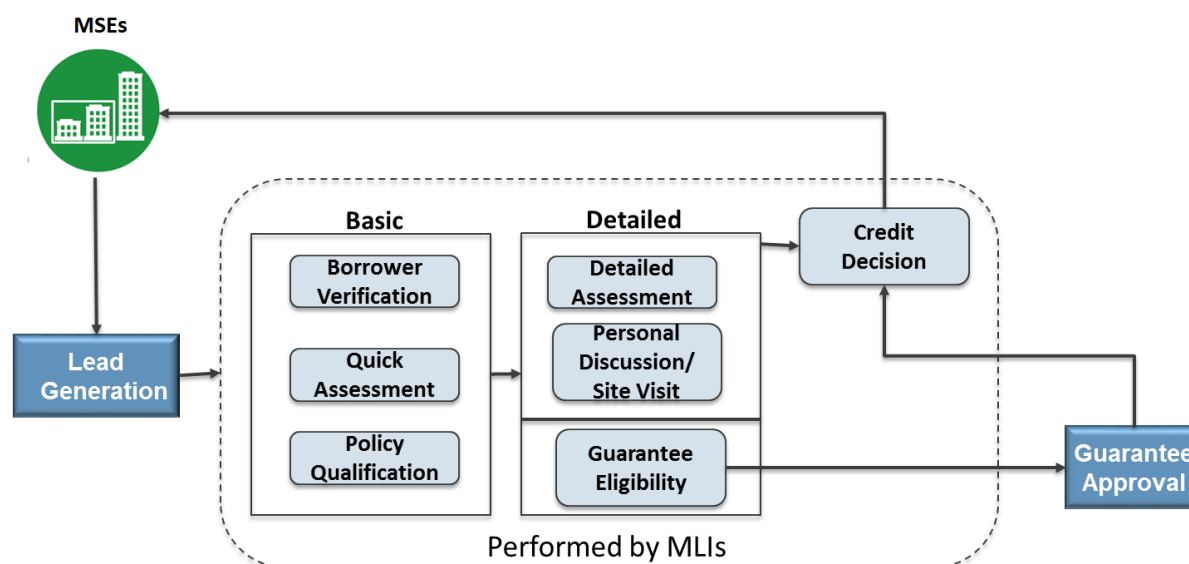 MSEs
Lead
Generation
Basic
Borrower
Verification
Quick
Assessment
Policy
Qualification
Detailed
Detailed
Assessment
Personal
Discussion/
Site Visit
Guarantee
Eligibility
Credit
Decision
Guarantee
Approval
Performed by MLIs